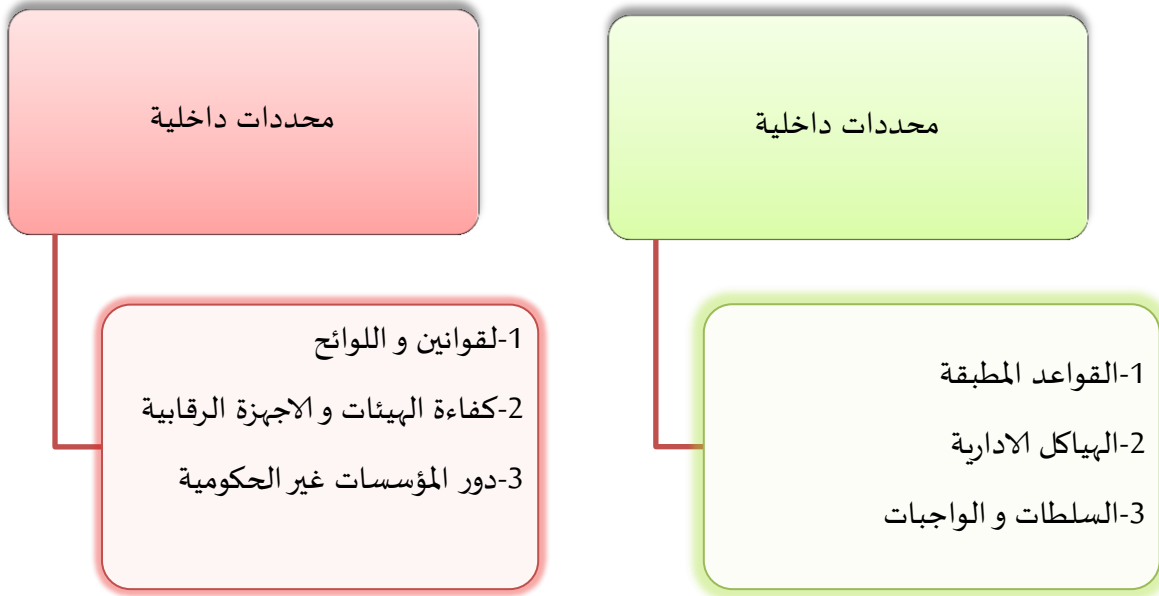 محددات داخلية
1-القواعد المطبقة
2-الهياكل الادارية
3-السلطات و الواجبات
محددات داخلية
1-لقوانين و اللوائح
2-كفاءة الهيئات و الاجهزة الرقابية
3-دور المؤسسات غير الحكومية